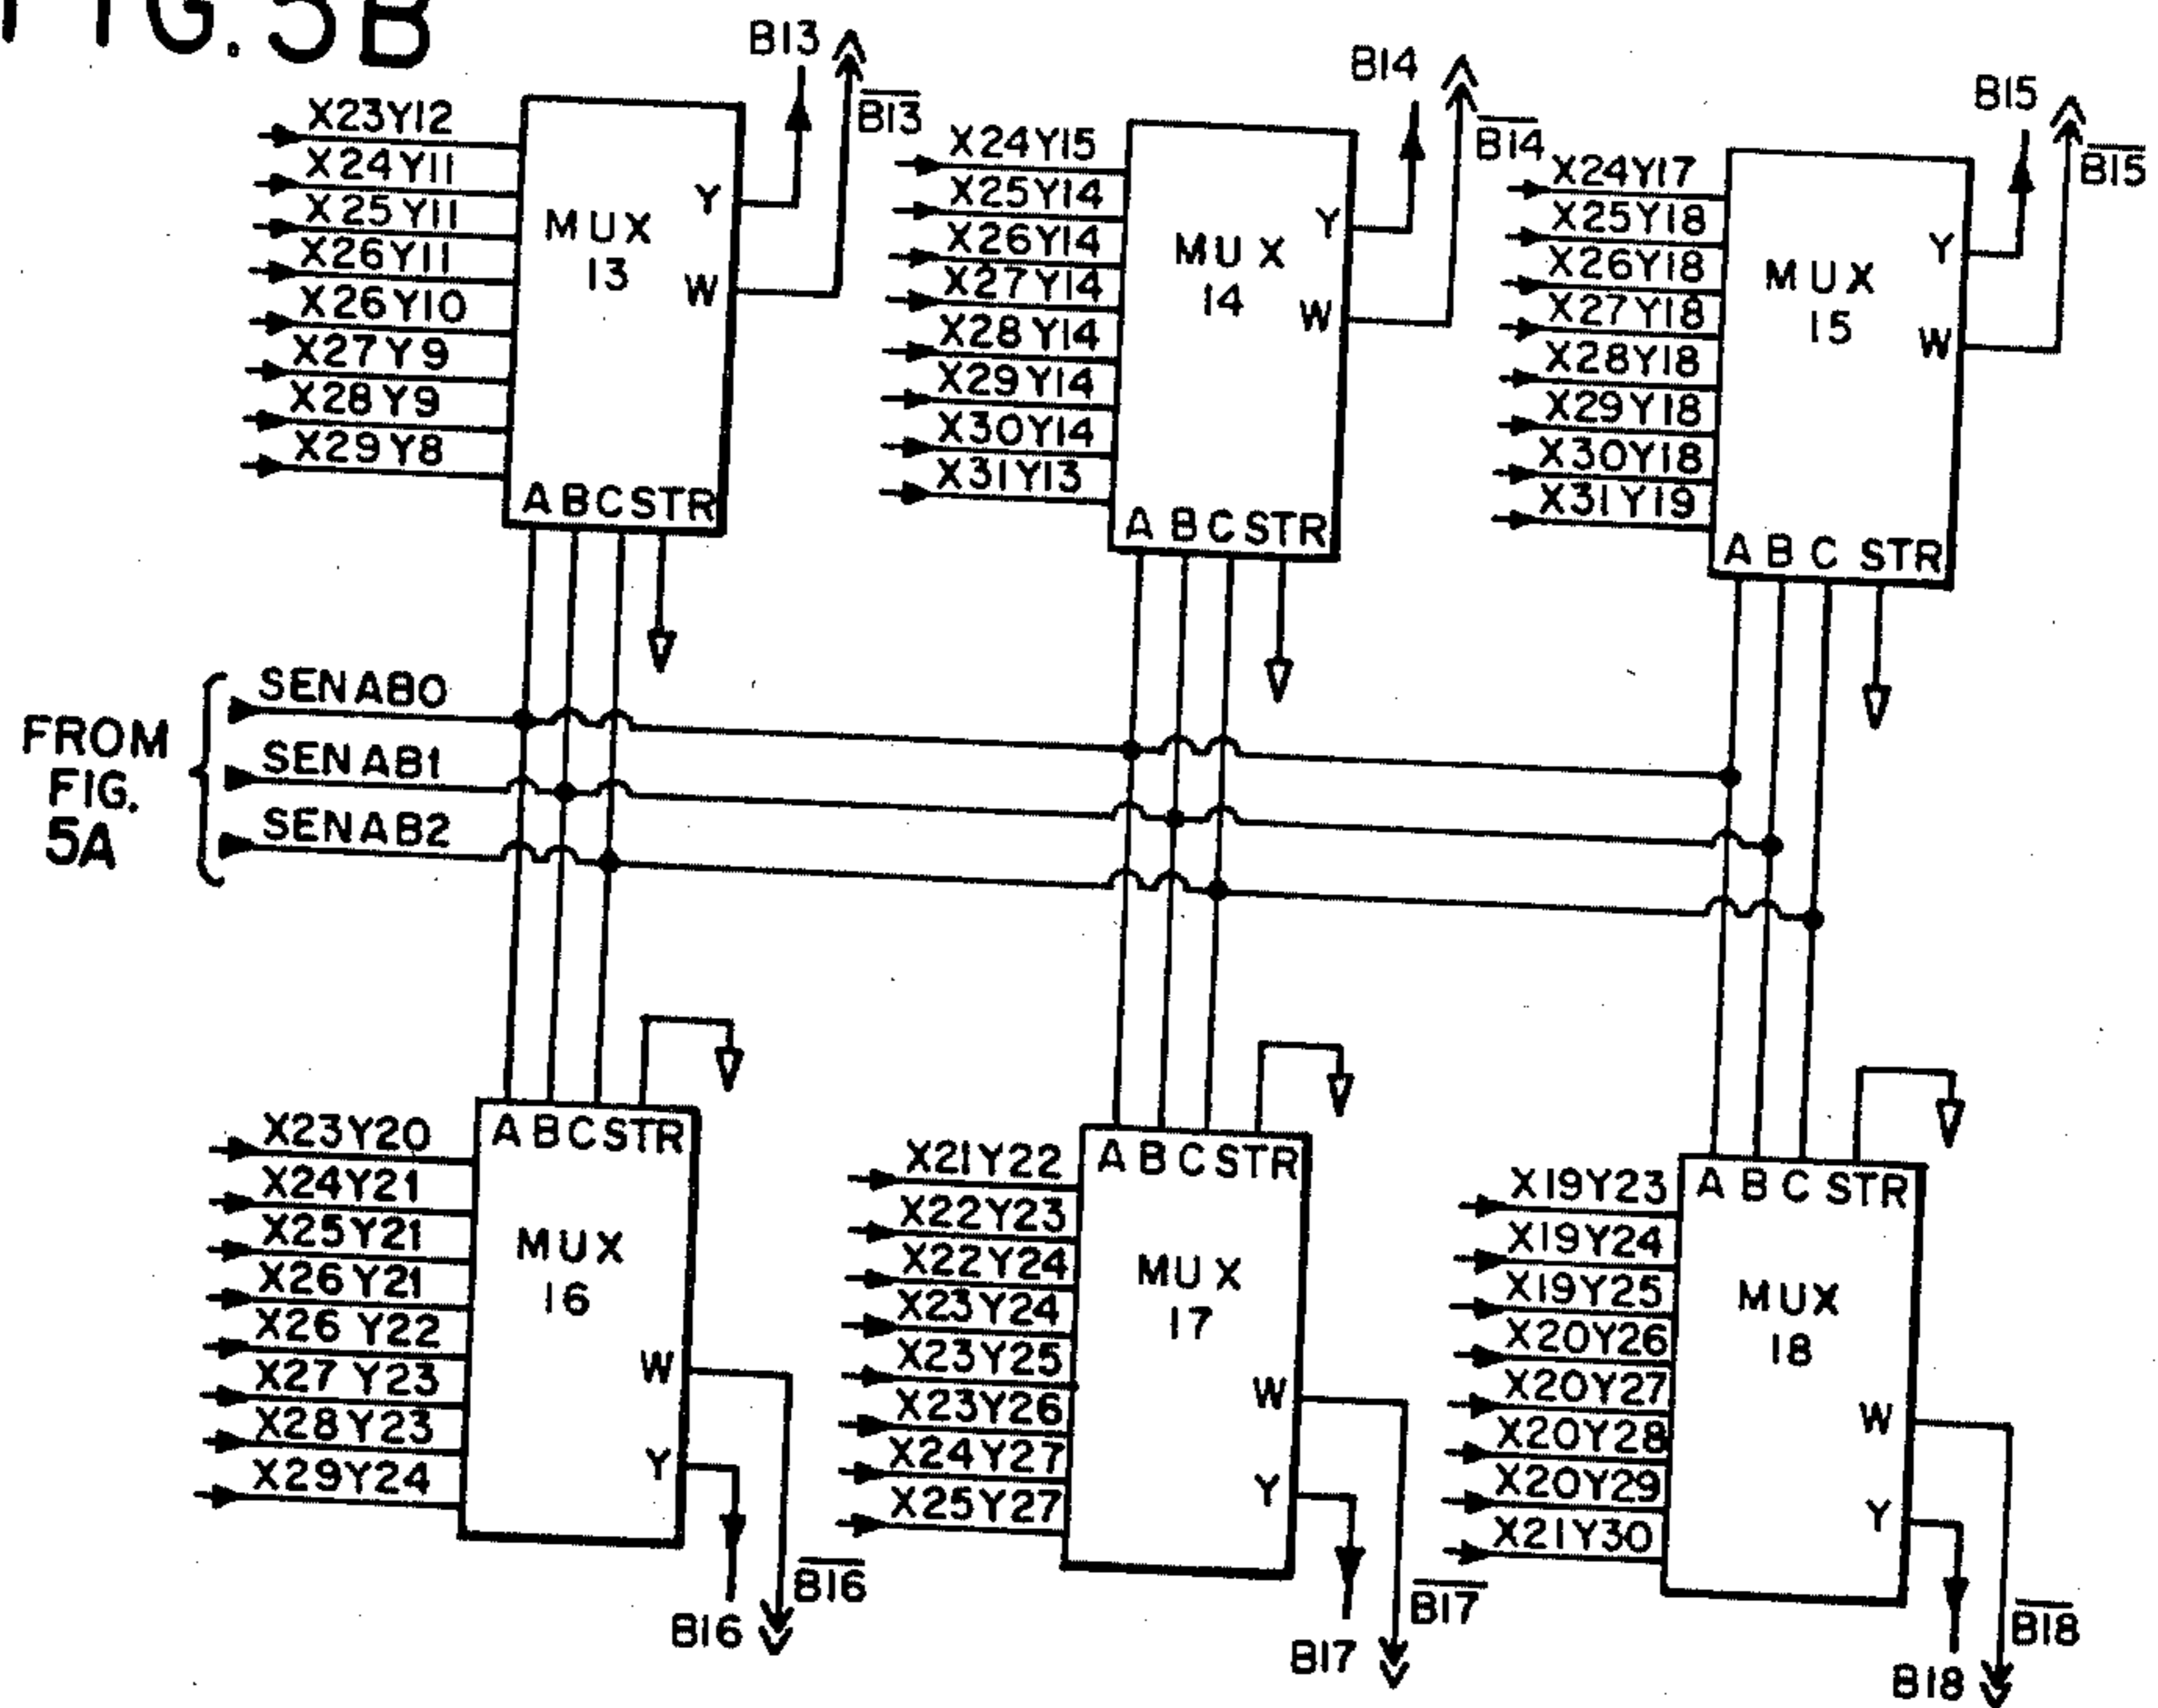 FIG. 5B
B13
B13
X23Y12
X24Y11
X25Y11
X26Y11
X26Y10
X27Y9
X28Y9
X29Y8
MUX
13
Y
W
A B C STR
B14
B14
X24Y15
X25Y14
X26Y14
X27Y14
X28Y14
X29Y14
X30Y14
X31Y13
MUX
14
Y
W
A B C STR
B15
B15
X24Y17
X25Y18
X26Y18
X27Y18
X28Y18
X29Y18
X30Y18
X31Y19
MUX
15
Y
W
A B C STR
FROM
FIG.
5A
SENAB0
SENAB1
SENAB2
A B C STR
X23Y20
X24Y21
X25Y21
X26Y21
X26 Y22
X27 Y23
X28Y23
X29Y24
MUX
16
W
Y
B16
B16
A B C STR
X21Y22
X22Y23
X22Y24
X23Y24
X23Y25
X23Y26
X24Y27
X25Y27
MUX
17
W
Y
B17
B17
A B C STR
X19Y23
X19Y24
X19Y25
X20Y26
X20Y27
X20Y28
X20Y29
X21Y30
MUX
18
W
Y
B18
B18